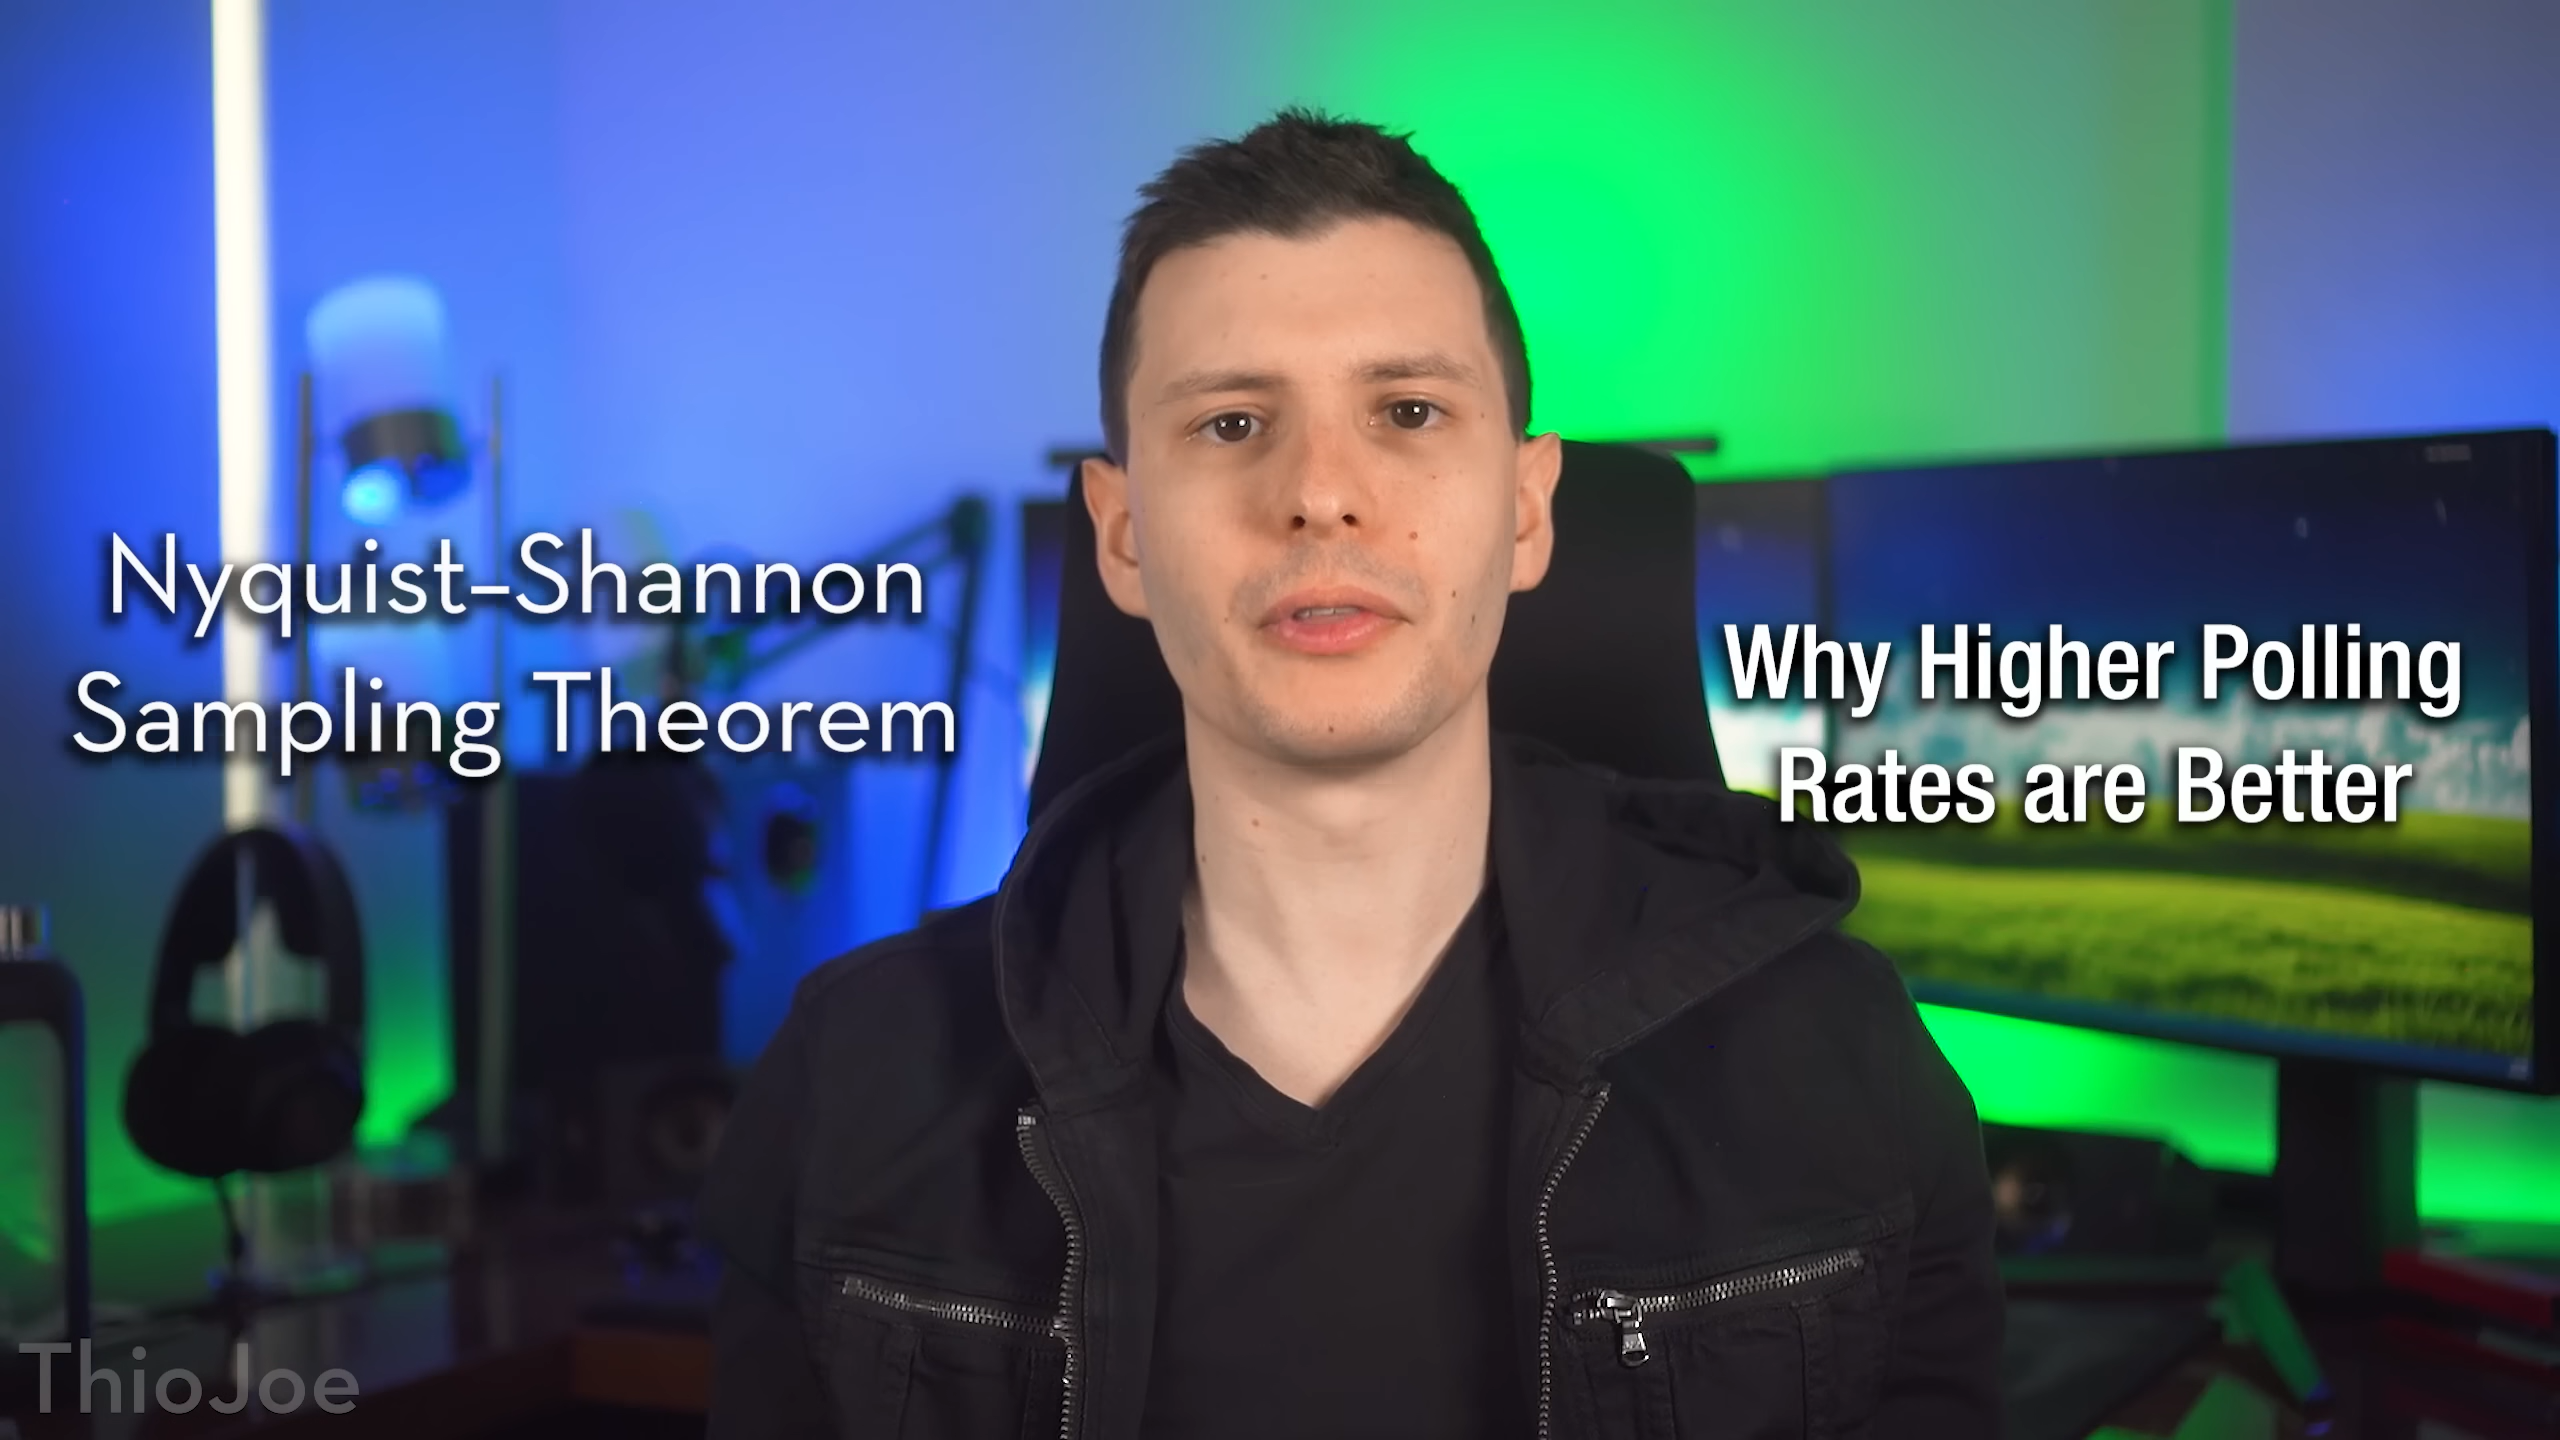 Nyquist–Shannon
Sampling Theorem
Why Higher Polling
Rates are Better
ThioJoe